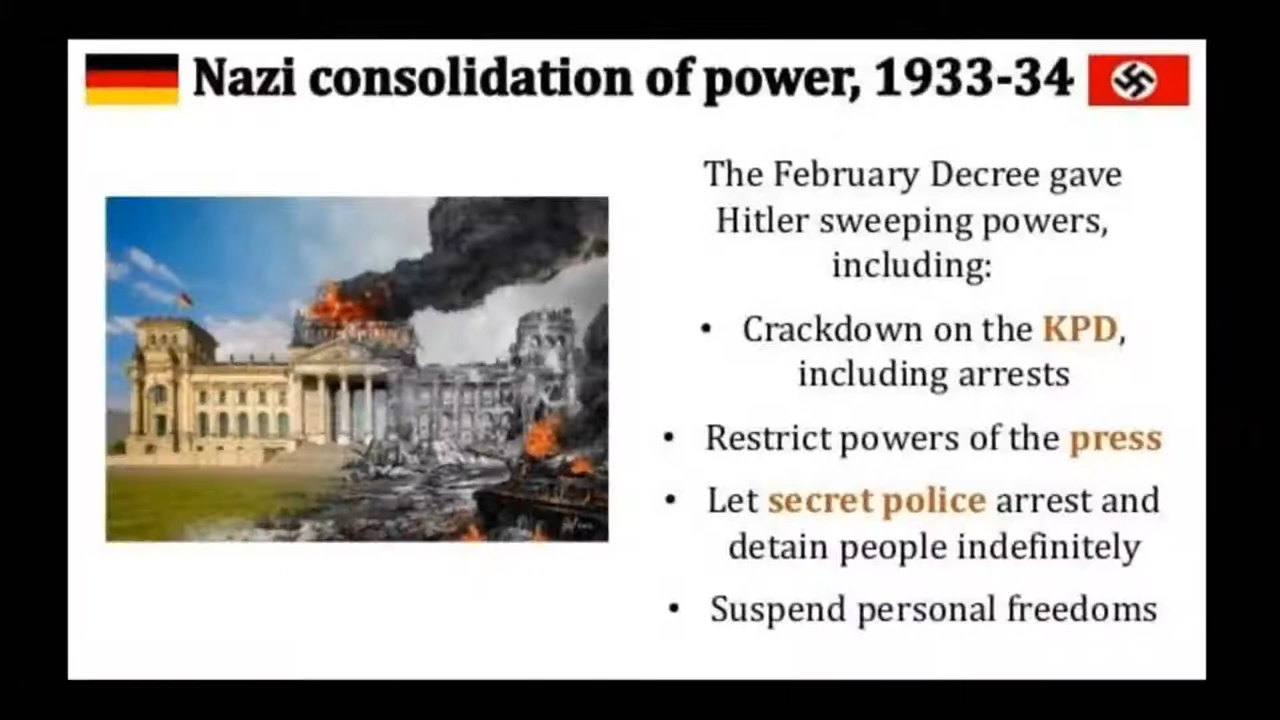 Nazi consolidation of power, 1933-34
The February Decree gave
Hitler sweeping powers,
including:
• Crackdown on the KPD,
including arrests
• Restrict powers of the press
• Let secret police arrest and
detain people indefinitely
• Suspend personal freedoms